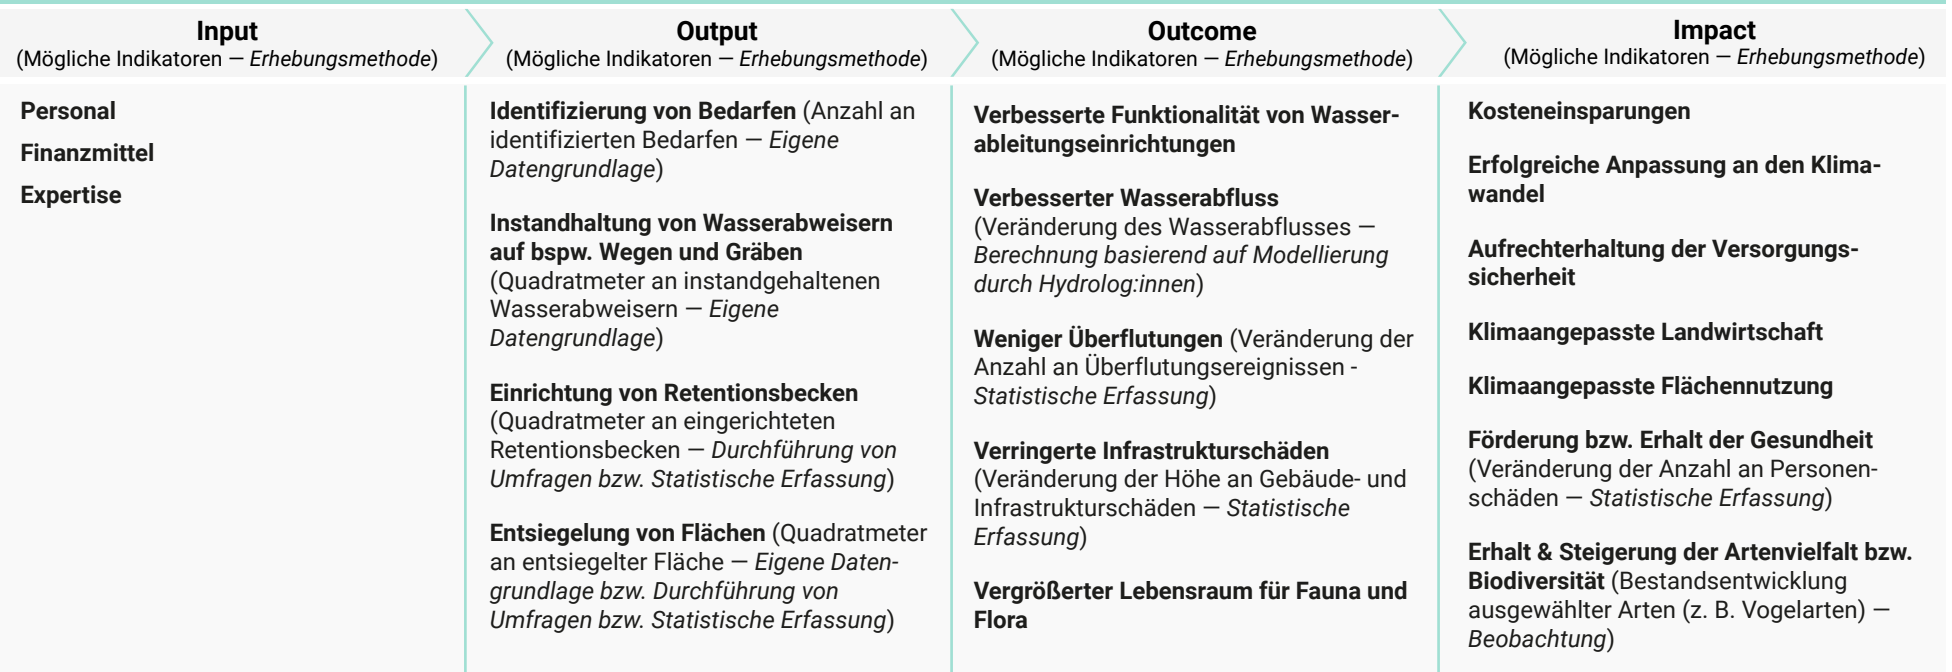 Input
(Mögliche Indikatoren — Erhebungsmethode)
Output
(Mögliche Indikatoren — Erhebungsmethode)
Outcome
(Mögliche Indikatoren — Erhebungsmethode)
Impact
(Mögliche Indikatoren — Erhebungsmethode)
Personal
Finanzmittel
Expertise
Identifizierung von Bedarfen (Anzahl an
identifizierten Bedarfen — Eigene
Datengrundlage)
Instandhaltung von Wasserabweisern
auf bspw. Wegen und Gräben
(Quadratmeter an instandgehaltenen
Wasserabweisern — Eigene
Datengrundlage)
Einrichtung von Retentionsbecken
(Quadratmeter an eingerichteten
Retentionsbecken — Durchführung von
Umfragen bzw. Statistische Erfassung)
Entsiegelung von Flächen (Quadratmeter
an entsiegelter Fläche — Eigene Daten-
grundlage bzw. Durchführung von
Umfragen bzw. Statistische Erfassung)
Verbesserte Funktionalität von Wasser-
ableitungseinrichtungen
Verbesserter Wasserabfluss
(Veränderung des Wasserabflusses —
Berechnung basierend auf Modellierung
durch Hydrolog:innen)
Weniger Überflutungen (Veränderung der
Anzahl an Überflutungsereignissen -
Statistische Erfassung)
Verringerte Infrastrukturschäden
(Veränderung der Höhe an Gebäude- und
Infrastrukturschäden — Statistische
Erfassung)
Vergrößerter Lebensraum für Fauna und
Flora
Kosteneinsparungen
Erfolgreiche Anpassung an den Klima-
wandel
Aufrechterhaltung der Versorgungs-
sicherheit
Klimaangepasste Landwirtschaft
Klimaangepasste Flächennutzung
Förderung bzw. Erhalt der Gesundheit
(Veränderung der Anzahl an Personen-
schäden — Statistische Erfassung)
Erhalt & Steigerung der Artenvielfalt bzw.
Biodiversität (Bestandsentwicklung
ausgewählter Arten (z. B. Vogelarten) —
Beobachtung)